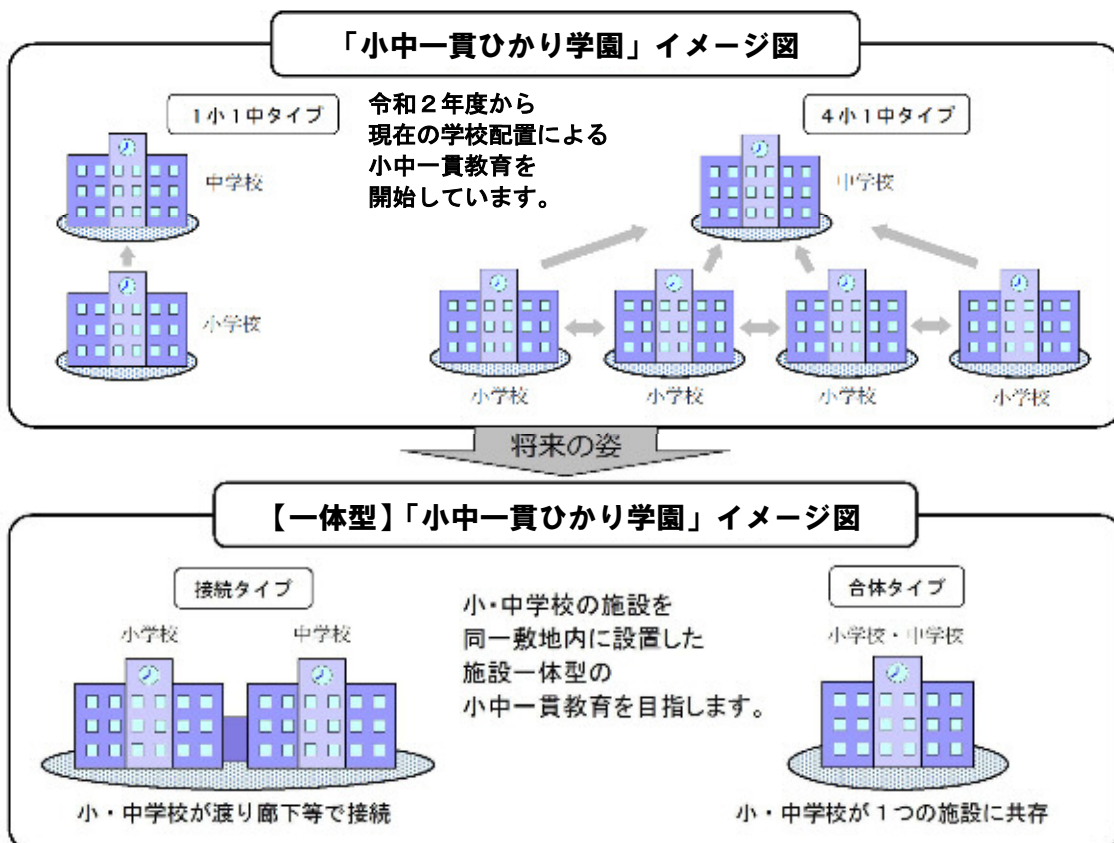 「小中一貫ひかり学園」イメージ図
1小1中タイプ
令和2年度から
現在の学校配置による
小中一貫教育を
開始しています。
4小1中タイプ
中学校
中学校
小学校
小学校
小学校
小学校
小学校
将来の姿
【一体型】「小中一貫ひかり学園」イメージ図
接続タイプ
小学校
中学校
小・中学校の施設を
同一敷地内に設置した
施設一体型の
小中一貫教育を目指します。
合体タイプ
小学校・中学校
小・中学校が渡り廊下等で接続
小・中学校が1つの施設に共存